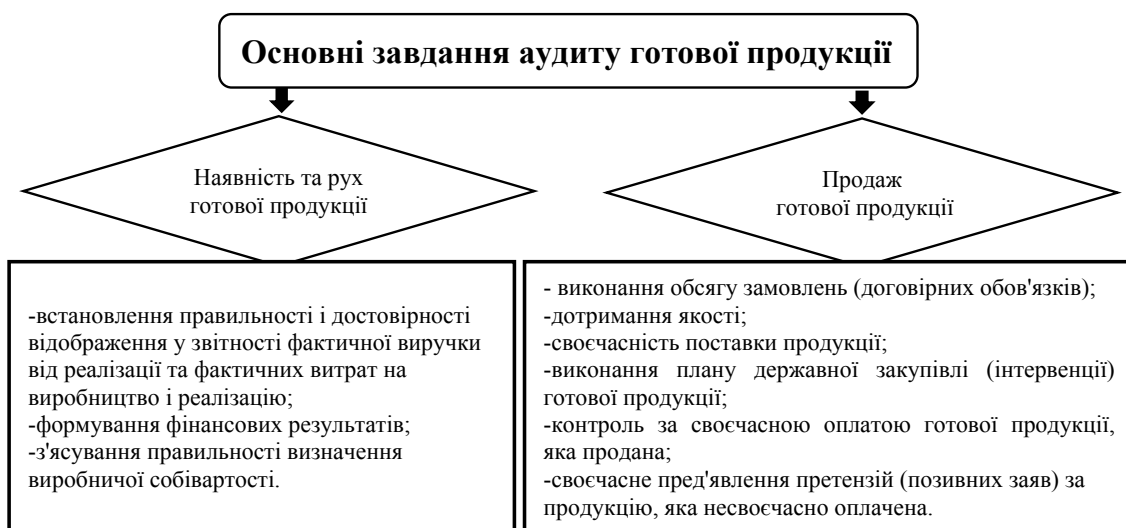 Основні завдання аудиту готової продукції
Наявність та рух
готової продукції
Продаж
готової продукції
-встановлення правильності і достовірності
відображення у звітності фактичної виручки
від реалізації та фактичних витрат на
виробництво і реалізацію;
-формування фінансових результатів;
-з'ясування правильності визначення
виробничої собівартості.
- виконання обсягу замовлень (договірних обов'язків);
-дотримання якості;
-своєчасність поставки продукції;
-виконання плану державної закупівлі (інтервенції)
готової продукції;
-контроль за своєчасною оплатою готової продукції,
яка продана;
-своєчасне пред'явлення претензій (позивних заяв) за
продукцію, яка несвоєчасно оплачена.